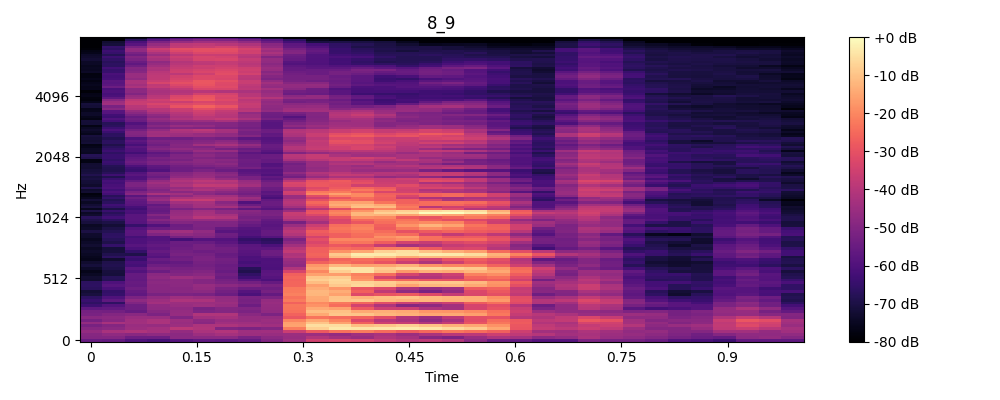 8_9
Hz
4096
2048
1024
512
0
0 0.15 0.3 0.45 0.6 0.75 0.9
Time
+0 dB
-10 dB
-20 dB
-30 dB
-40 dB
-50 dB
-60 dB
-70 dB
-80 dB